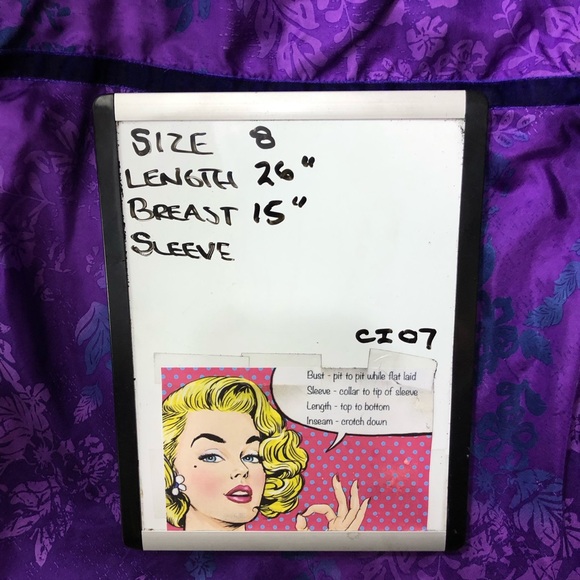 SIZE 8
LENGTH 26"
BREAST 15"
SLEEVE
CI07
Bust - pit to pit while flat laid
Sleeve - collar to tip of sleeve
Length - top to bottom
Inseam - crotch down